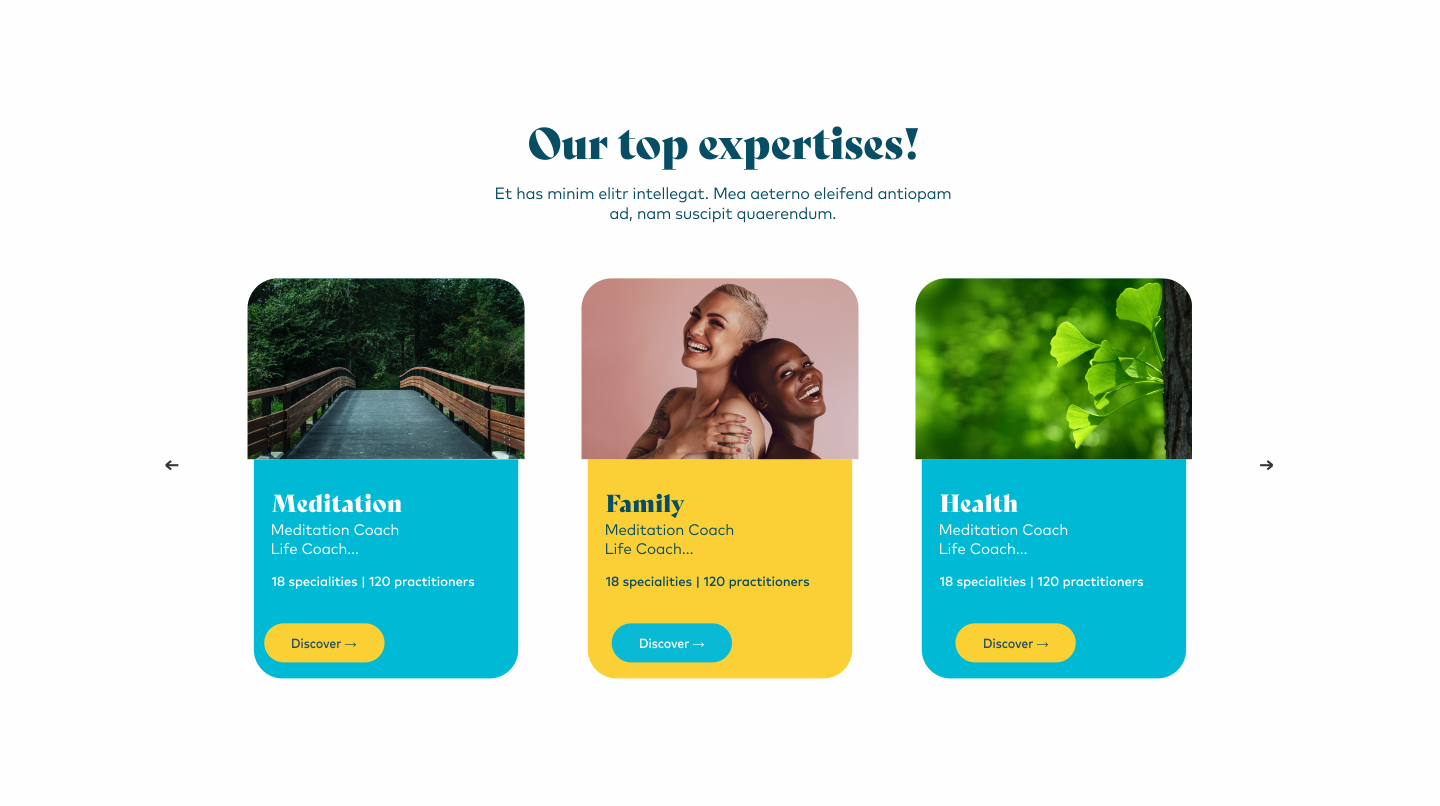 Our top expertises!
Et has minim elitr intellegat. Mea aeterno eleifend antiopam
ad, nam suscipit quaerendum.
Meditation
Meditation Coach
Life Coach...
18 specialities | 120 practitioners
Discover →
Family
Meditation Coach
Life Coach...
18 specialities | 120 practitioners
Discover →
Health
Meditation Coach
Life Coach...
18 specialities | 120 practitioners
Discover →